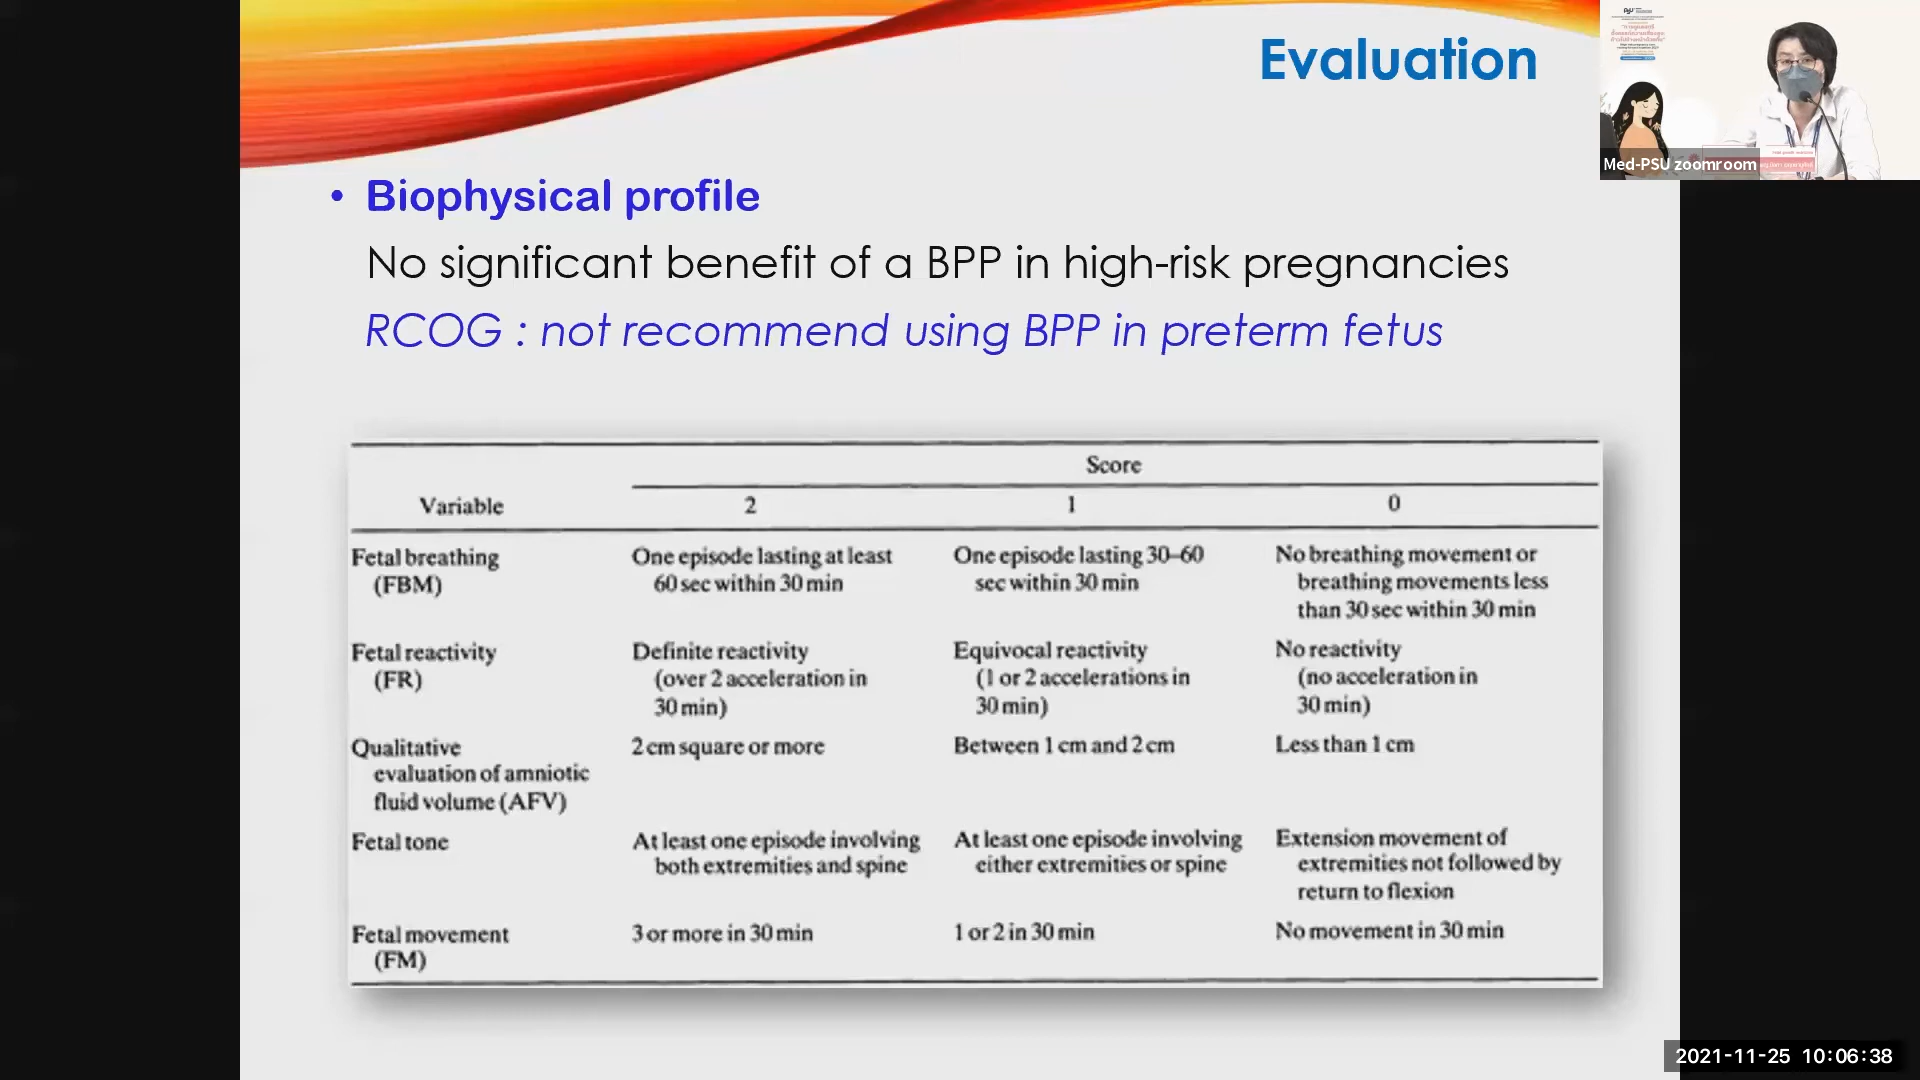 Evaluation
• Biophysical profile
No significant benefit of a BPP in high-risk pregnancies
RCOG : not recommend using BPP in preterm fetus
Score
Variable 2 1 0
Fetal breathing One episode lasting at least One episode lasting 30–60 No breathing movement or
(FBM) 60 sec within 30 min sec within 30 min breathing movements less
than 30 sec within 30 min
Fetal reactivity Definite reactivity Equivocal reactivity No reactivity
(FR) (over 2 acceleration in (1 or 2 accelerations in (no acceleration in
30 min) 30 min) 30 min)
Qualitative 2 cm square or more Between 1 cm and 2 cm Less than 1 cm
evaluation of amniotic
fluid volume (AFV)
Fetal tone At least one episode involving At least one episode involving Extension movement of
both extremities and spine either extremities or spine extremities not followed by
return to flexion
Fetal movement 3 or more in 30 min 1 or 2 in 30 min No movement in 30 min
(FM)
Med-PSU zoomroom
2021-11-25 10:06:38